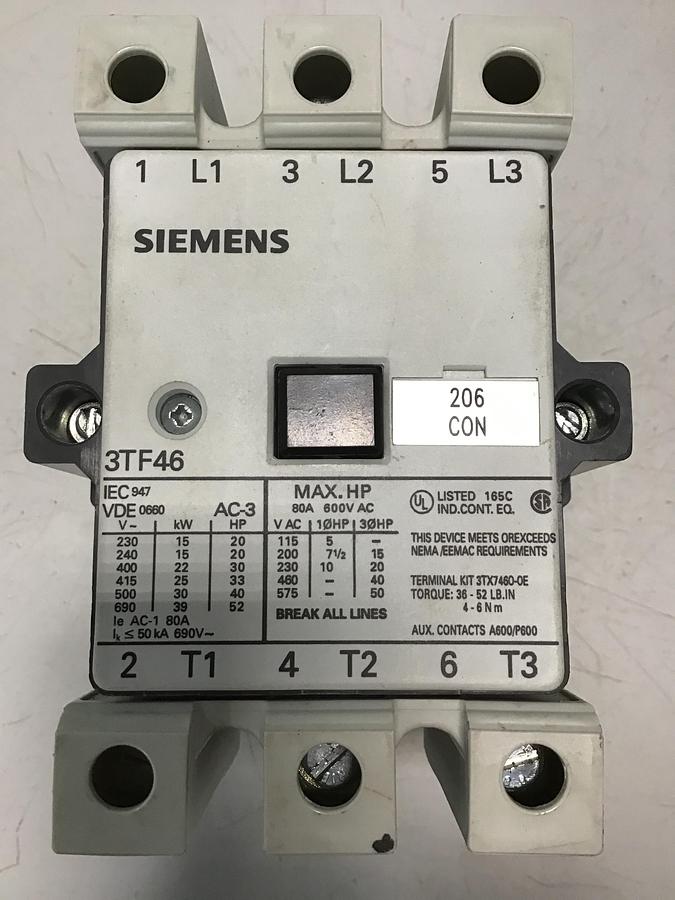 1 L1 3 L2 5 L3
SIEMENS
206
CON
3TF46
IEC 947
VDE 0660 AC-3
V~ kW HP
230 15 20
240 15 20
400 22 30
415 25 33
500 30 40
690 39 52
Ie AC-1 80A
Ik ≤ 50 kA 690V~
MAX. HP
80A 600V AC
V AC 1ØHP 3ØHP
115 5 –
200 7½ 15
230 10 20
460 – 40
575 – 50
BREAK ALL LINES
UL LISTED 165C
IND. CONT. EQ. SA
THIS DEVICE MEETS OR EXCEEDS
NEMA /EEMAC REQUIREMENTS
TERMINAL KIT 3TX7460-0E
TORQUE: 36 - 52 LB.IN
4 - 6 N m
AUX. CONTACTS A600/P600
2 T1 4 T2 6 T3